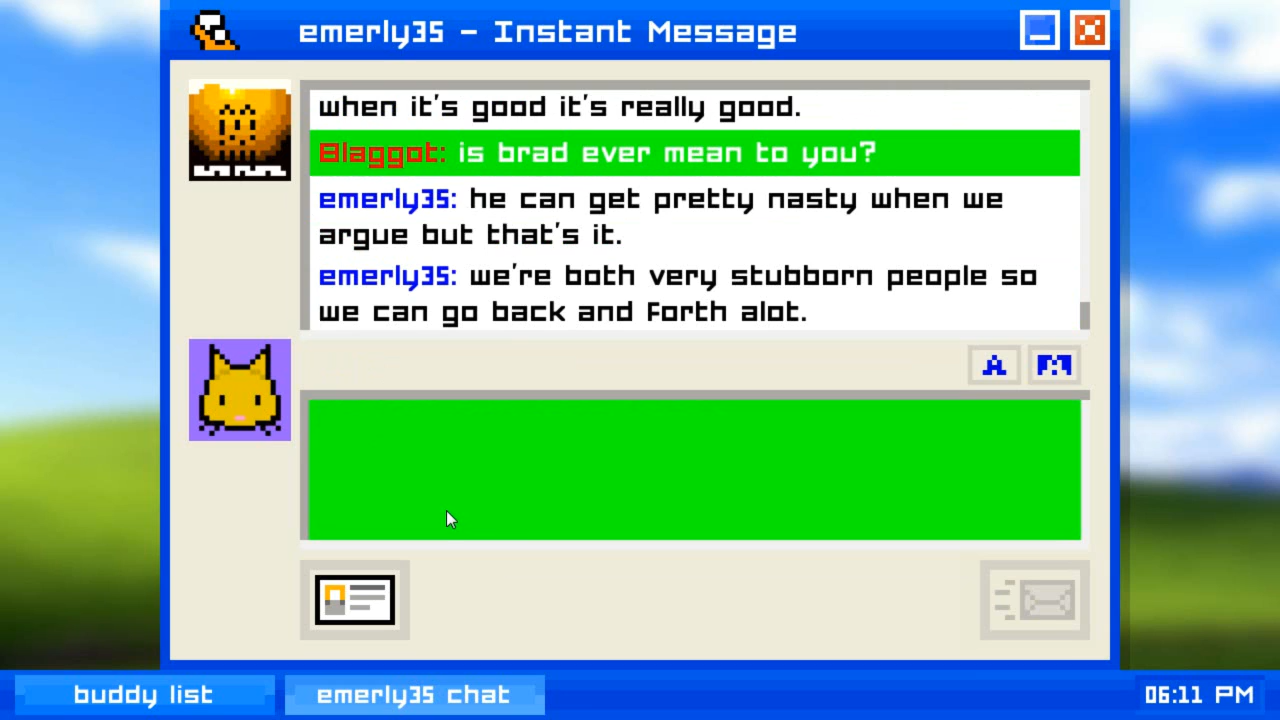 emerly35 - Instant Message
when it's good it's really good.
Blaggot: is brad ever mean to you?
emerly35: he can get pretty nasty when we
argue but that's it.
emerly35: we're both very stubborn people so
we can go back and forth alot.
A
buddy list
emerly35 chat
06:11 PM